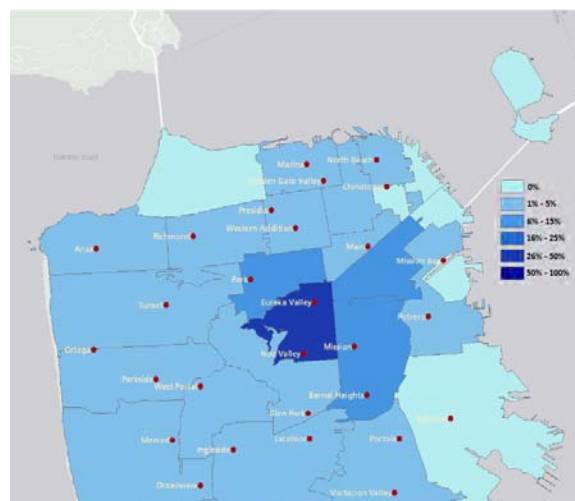 Marina
North Beach
Golden Gate Valley
Chinatown
Presidio
Western Addition
Richmond
Anza
Main
Mission Bay
Park
Eureka Valley
Sunset
Potrero
Ortega
Noe Valley
Mission
Parkside
West Portal
Bernal Heights
Glen Park
Merced
Ingleside
Excelsior
Portola
Oceanview
Visitacion Valley
0%
1% - 5%
6% - 15%
16% - 25%
26% - 50%
50% - 100%